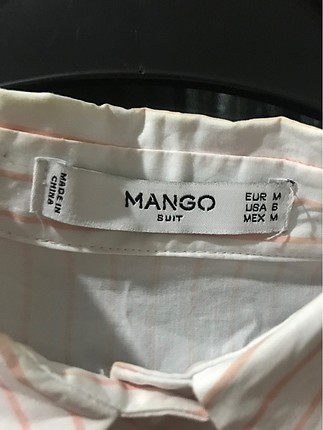 MADE IN
CHINA
MANGO
SUIT
EUR M
USA 6
MEX M